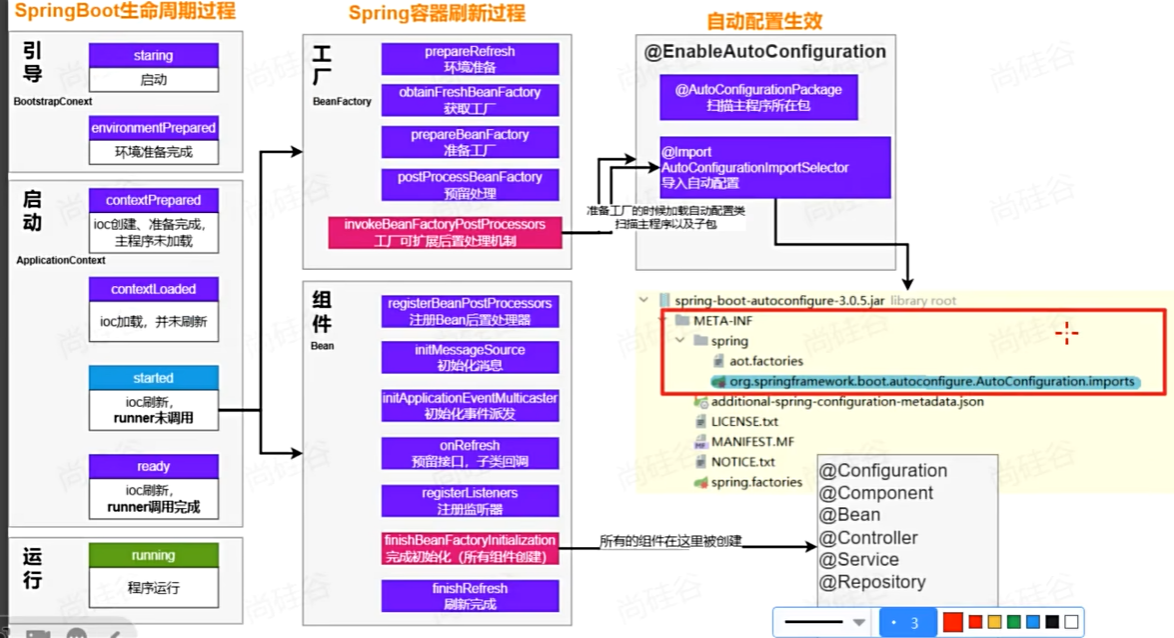 SpringBoot生命周期过程
引导
BootstrapConext
staring
启动
environmentPrepared
环境准备完成
启动
ApplicationContext
contextPrepared
ioc创建、准备完成,
主程序未加载
contextLoaded
ioc加载,并未刷新
started
ioc刷新,
runner未调用
ready
ioc刷新,
runner调用完成
运行
running
程序运行
Spring容器刷新过程
工厂
BeanFactory
prepareRefresh
环境准备
obtainFreshBeanFactory
获取工厂
prepareBeanFactory
准备工厂
postProcessBeanFactory
预留处理
invokeBeanFactoryPostProcessors
工厂可扩展后置处理机制
组件
Bean
registerBeanPostProcessors
注册Bean后置处理器
initMessageSource
初始化消息
initApplicationEventMulticaster
初始化事件派发
onRefresh
预留接口,子类回调
registerListeners
注册监听器
finishBeanFactoryInitialization
完成初始化(所有组件创建)
finishRefresh
刷新完成
自动配置生效
@EnableAutoConfiguration
@AutoConfigurationPackage
扫描主程序所在包
@Import
AutoConfigurationImportSelector
导入自动配置
准备工厂的时候加载自动配置类
扫描主程序以及子包
spring-boot-autoconfigure-3.0.5.jar library root
META-INF
spring
aot.factories
org.springframework.boot.autoconfigure.AutoConfiguration.imports
additional-spring-configuration-metadata.json
LICENSE.txt
MANIFEST.MF
NOTICE.txt
spring.factories
所有的组件在这里被创建
@Configuration
@Component
@Bean
@Controller
@Service
@Repository
3
尚硅谷